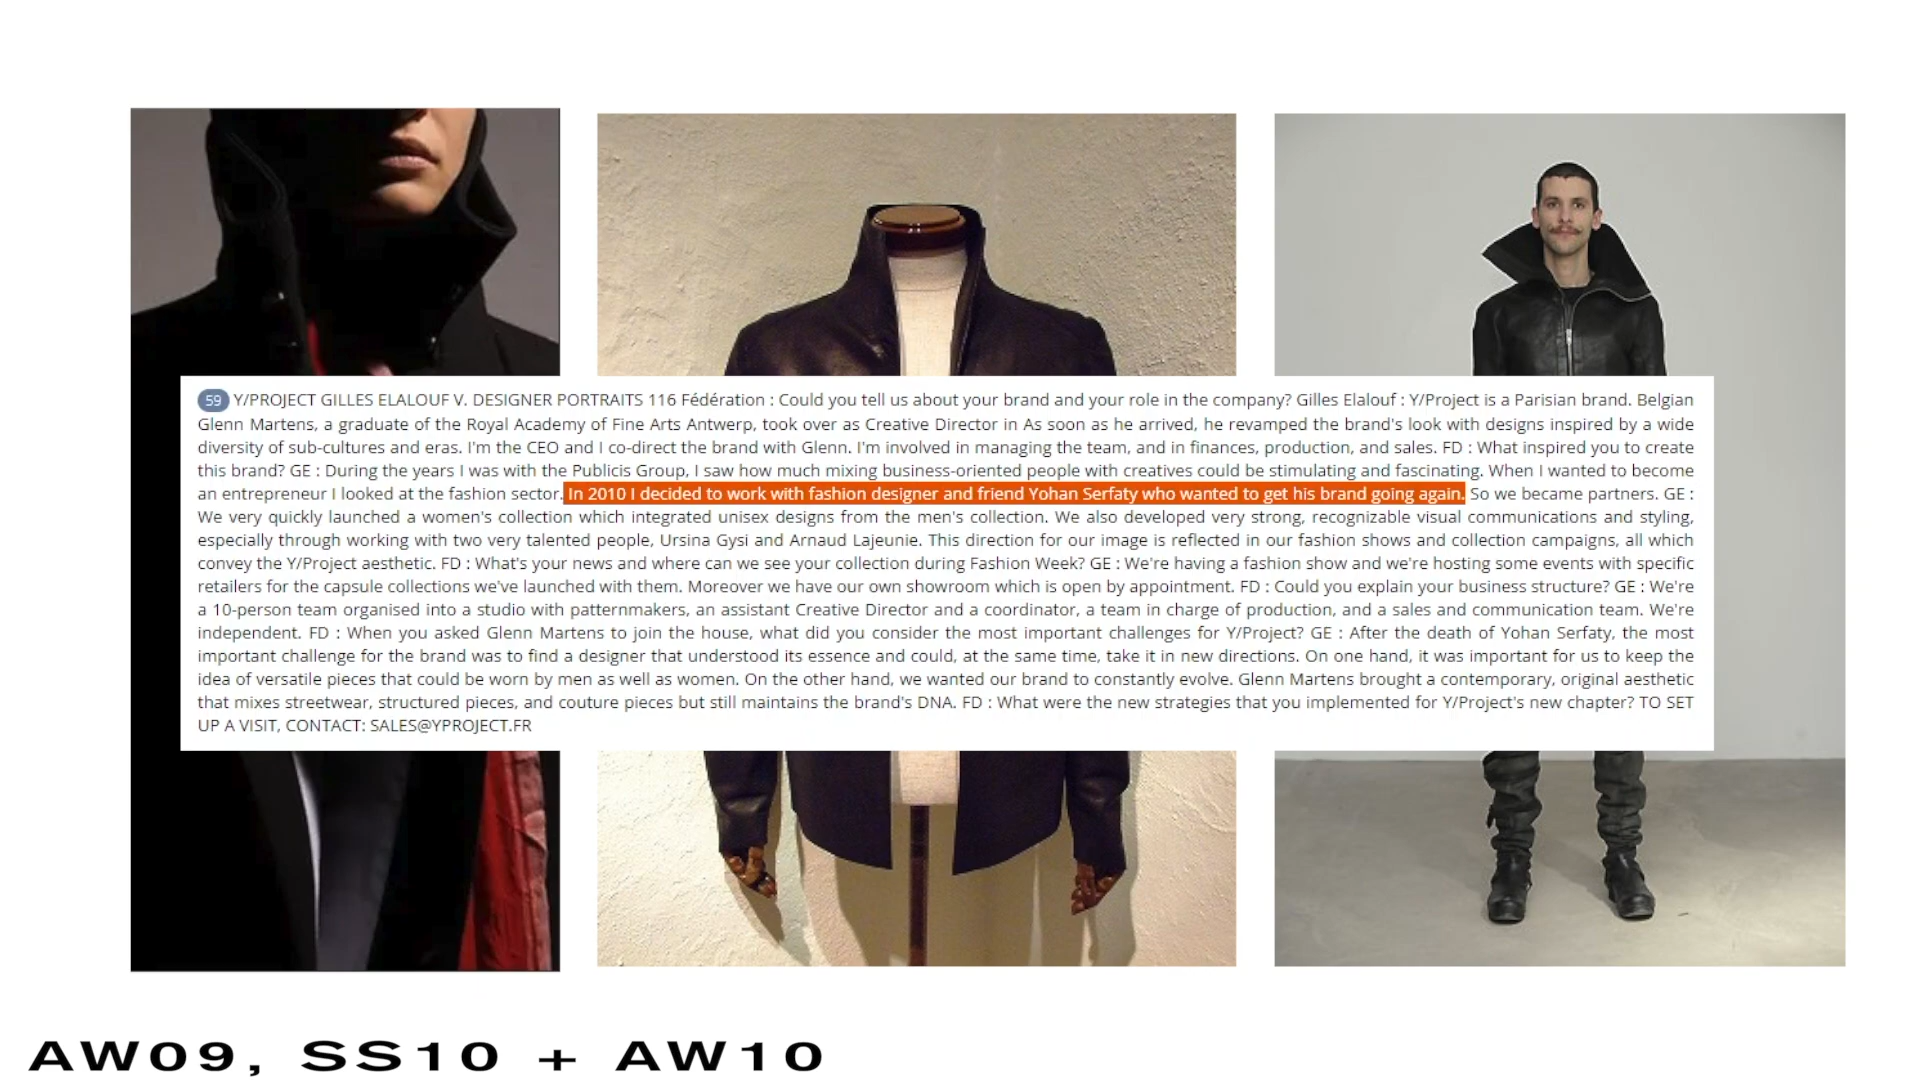 59 Y/PROJECT GILLES ELALOUF V. DESIGNER PORTRAITS 116 Fédération : Could you tell us about your brand and your role in the company? Gilles Elalouf : Y/Project is a Parisian brand. Belgian
Glenn Martens, a graduate of the Royal Academy of Fine Arts Antwerp, took over as Creative Director in As soon as he arrived, he revamped the brand's look with designs inspired by a wide
diversity of sub-cultures and eras. I'm the CEO and I co-direct the brand with Glenn. I'm involved in managing the team, and in finances, production, and sales. FD : What inspired you to create
this brand? GE : During the years I was with the Publicis Group, I saw how much mixing business-oriented people with creatives could be stimulating and fascinating. When I wanted to become
an entrepreneur I looked at the fashion sector. In 2010 I decided to work with fashion designer and friend Yohan Serfaty who wanted to get his brand going again. So we became partners. GE :
We very quickly launched a women's collection which integrated unisex designs from the men's collection. We also developed very strong, recognizable visual communications and styling,
especially through working with two very talented people, Ursina Gysi and Arnaud Lajeunie. This direction for our image is reflected in our fashion shows and collection campaigns, all which
convey the Y/Project aesthetic. FD : What's your news and where can we see your collection during Fashion Week? GE : We're having a fashion show and we're hosting some events with specific
retailers for the capsule collections we've launched with them. Moreover we have our own showroom which is open by appointment. FD : Could you explain your business structure? GE : We're
a 10-person team organised into a studio with patternmakers, an assistant Creative Director and a coordinator, a team in charge of production, and a sales and communication team. We're
independent. FD : When you asked Glenn Martens to join the house, what did you consider the most important challenges for Y/Project? GE : After the death of Yohan Serfaty, the most
important challenge for the brand was to find a designer that understood its essence and could, at the same time, take it in new directions. On one hand, it was important for us to keep the
idea of versatile pieces that could be worn by men as well as women. On the other hand, we wanted our brand to constantly evolve. Glenn Martens brought a contemporary, original aesthetic
that mixes streetwear, structured pieces, and couture pieces but still maintains the brand's DNA. FD : What were the new strategies that you implemented for Y/Project's new chapter? TO SET
UP A VISIT, CONTACT: SALES@YPROJECT.FR
AW09, SS10 + AW10